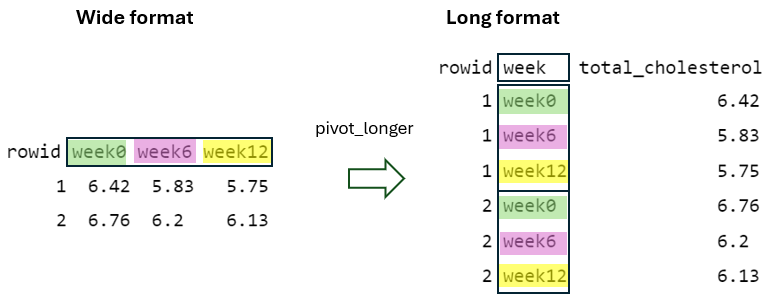 Wide format
rowid week0 week6 week12
1 6.42 5.83 5.75
2 6.76 6.2 6.13
pivot_longer
Long format
rowid week total_cholesterol
1 week0 6.42
1 week6 5.83
1 week12 5.75
2 week0 6.76
2 week6 6.2
2 week12 6.13